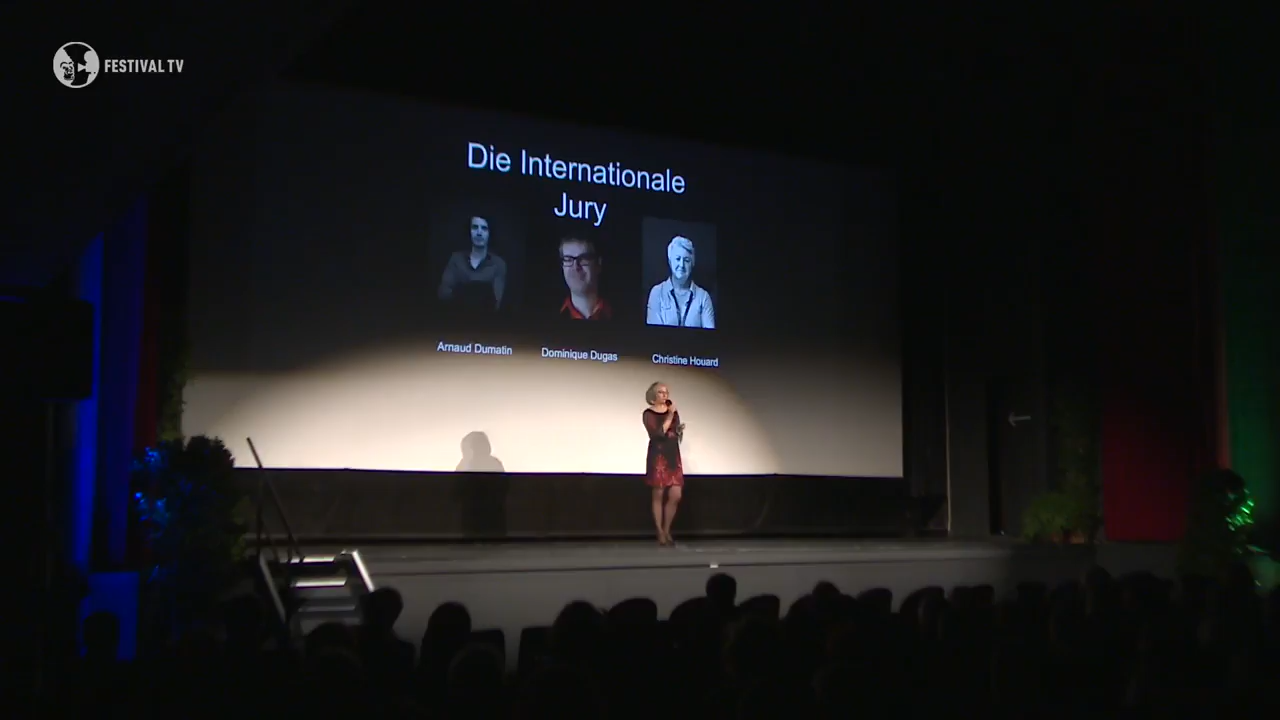 FESTIVAL TV
Die Internationale
Jury
Arnaud Dumatin
Dominique Dugas
Christine Houard